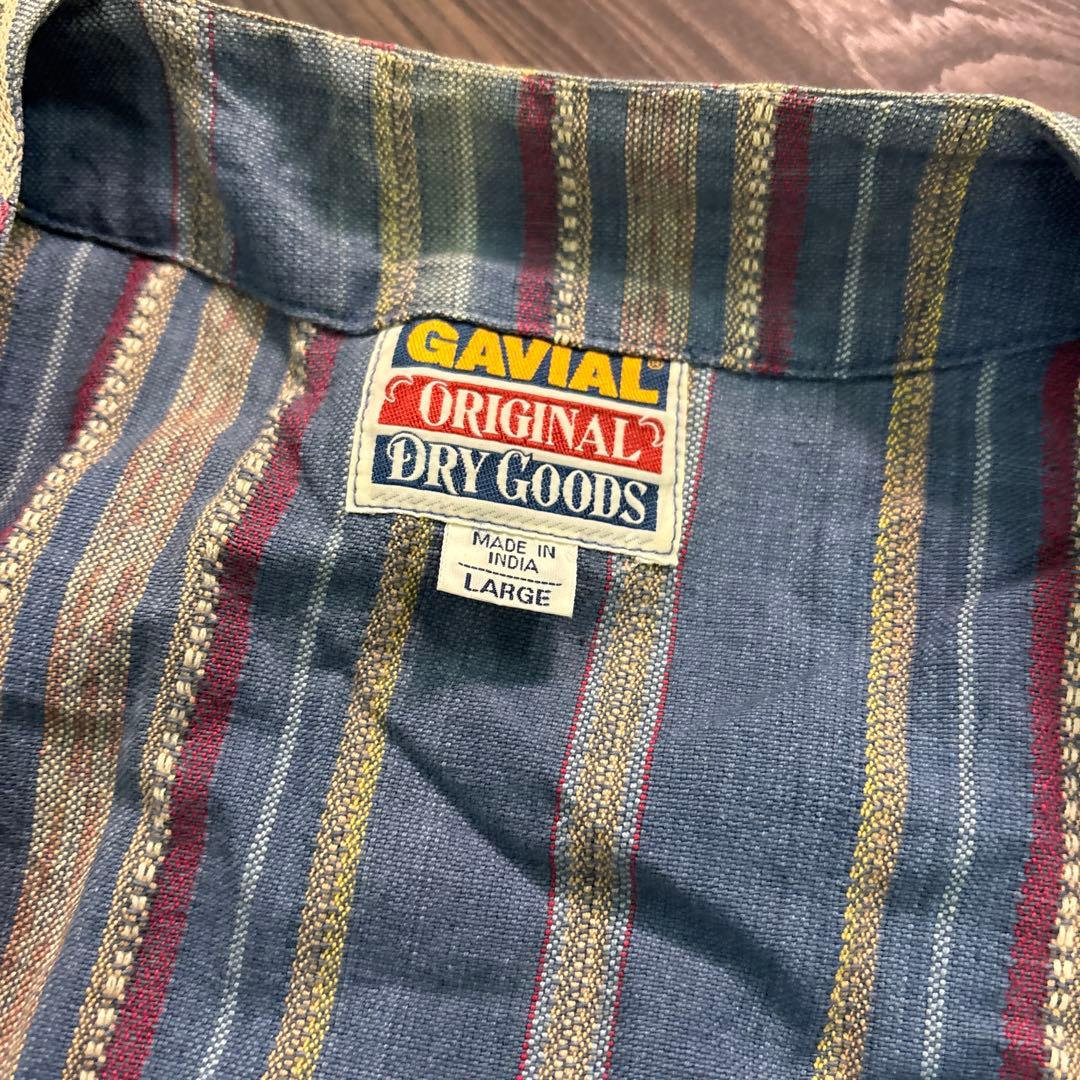 GAVIAL®
ORIGINAL
DRY GOODS
MADE IN
INDIA
LARGE